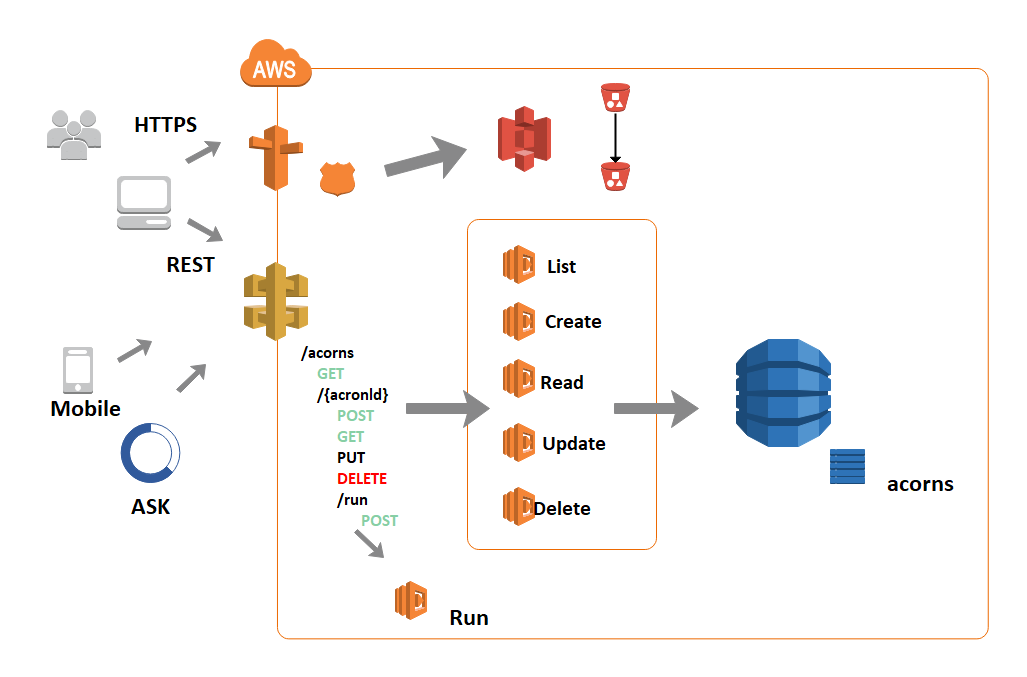 AWS
HTTPS
REST
Mobile
ASK
/acorns
GET
/{acronId}
POST
GET
PUT
DELETE
/run
POST
List
Create
Read
Update
Delete
Run
acorns